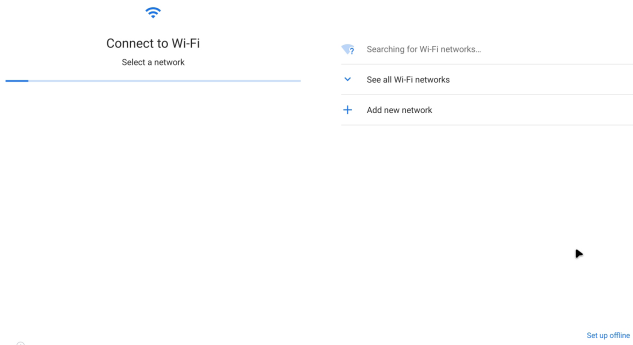 Connect to Wi-Fi
Select a network
Searching for Wi-Fi networks...
See all Wi-Fi networks
Add new network
Set up offline